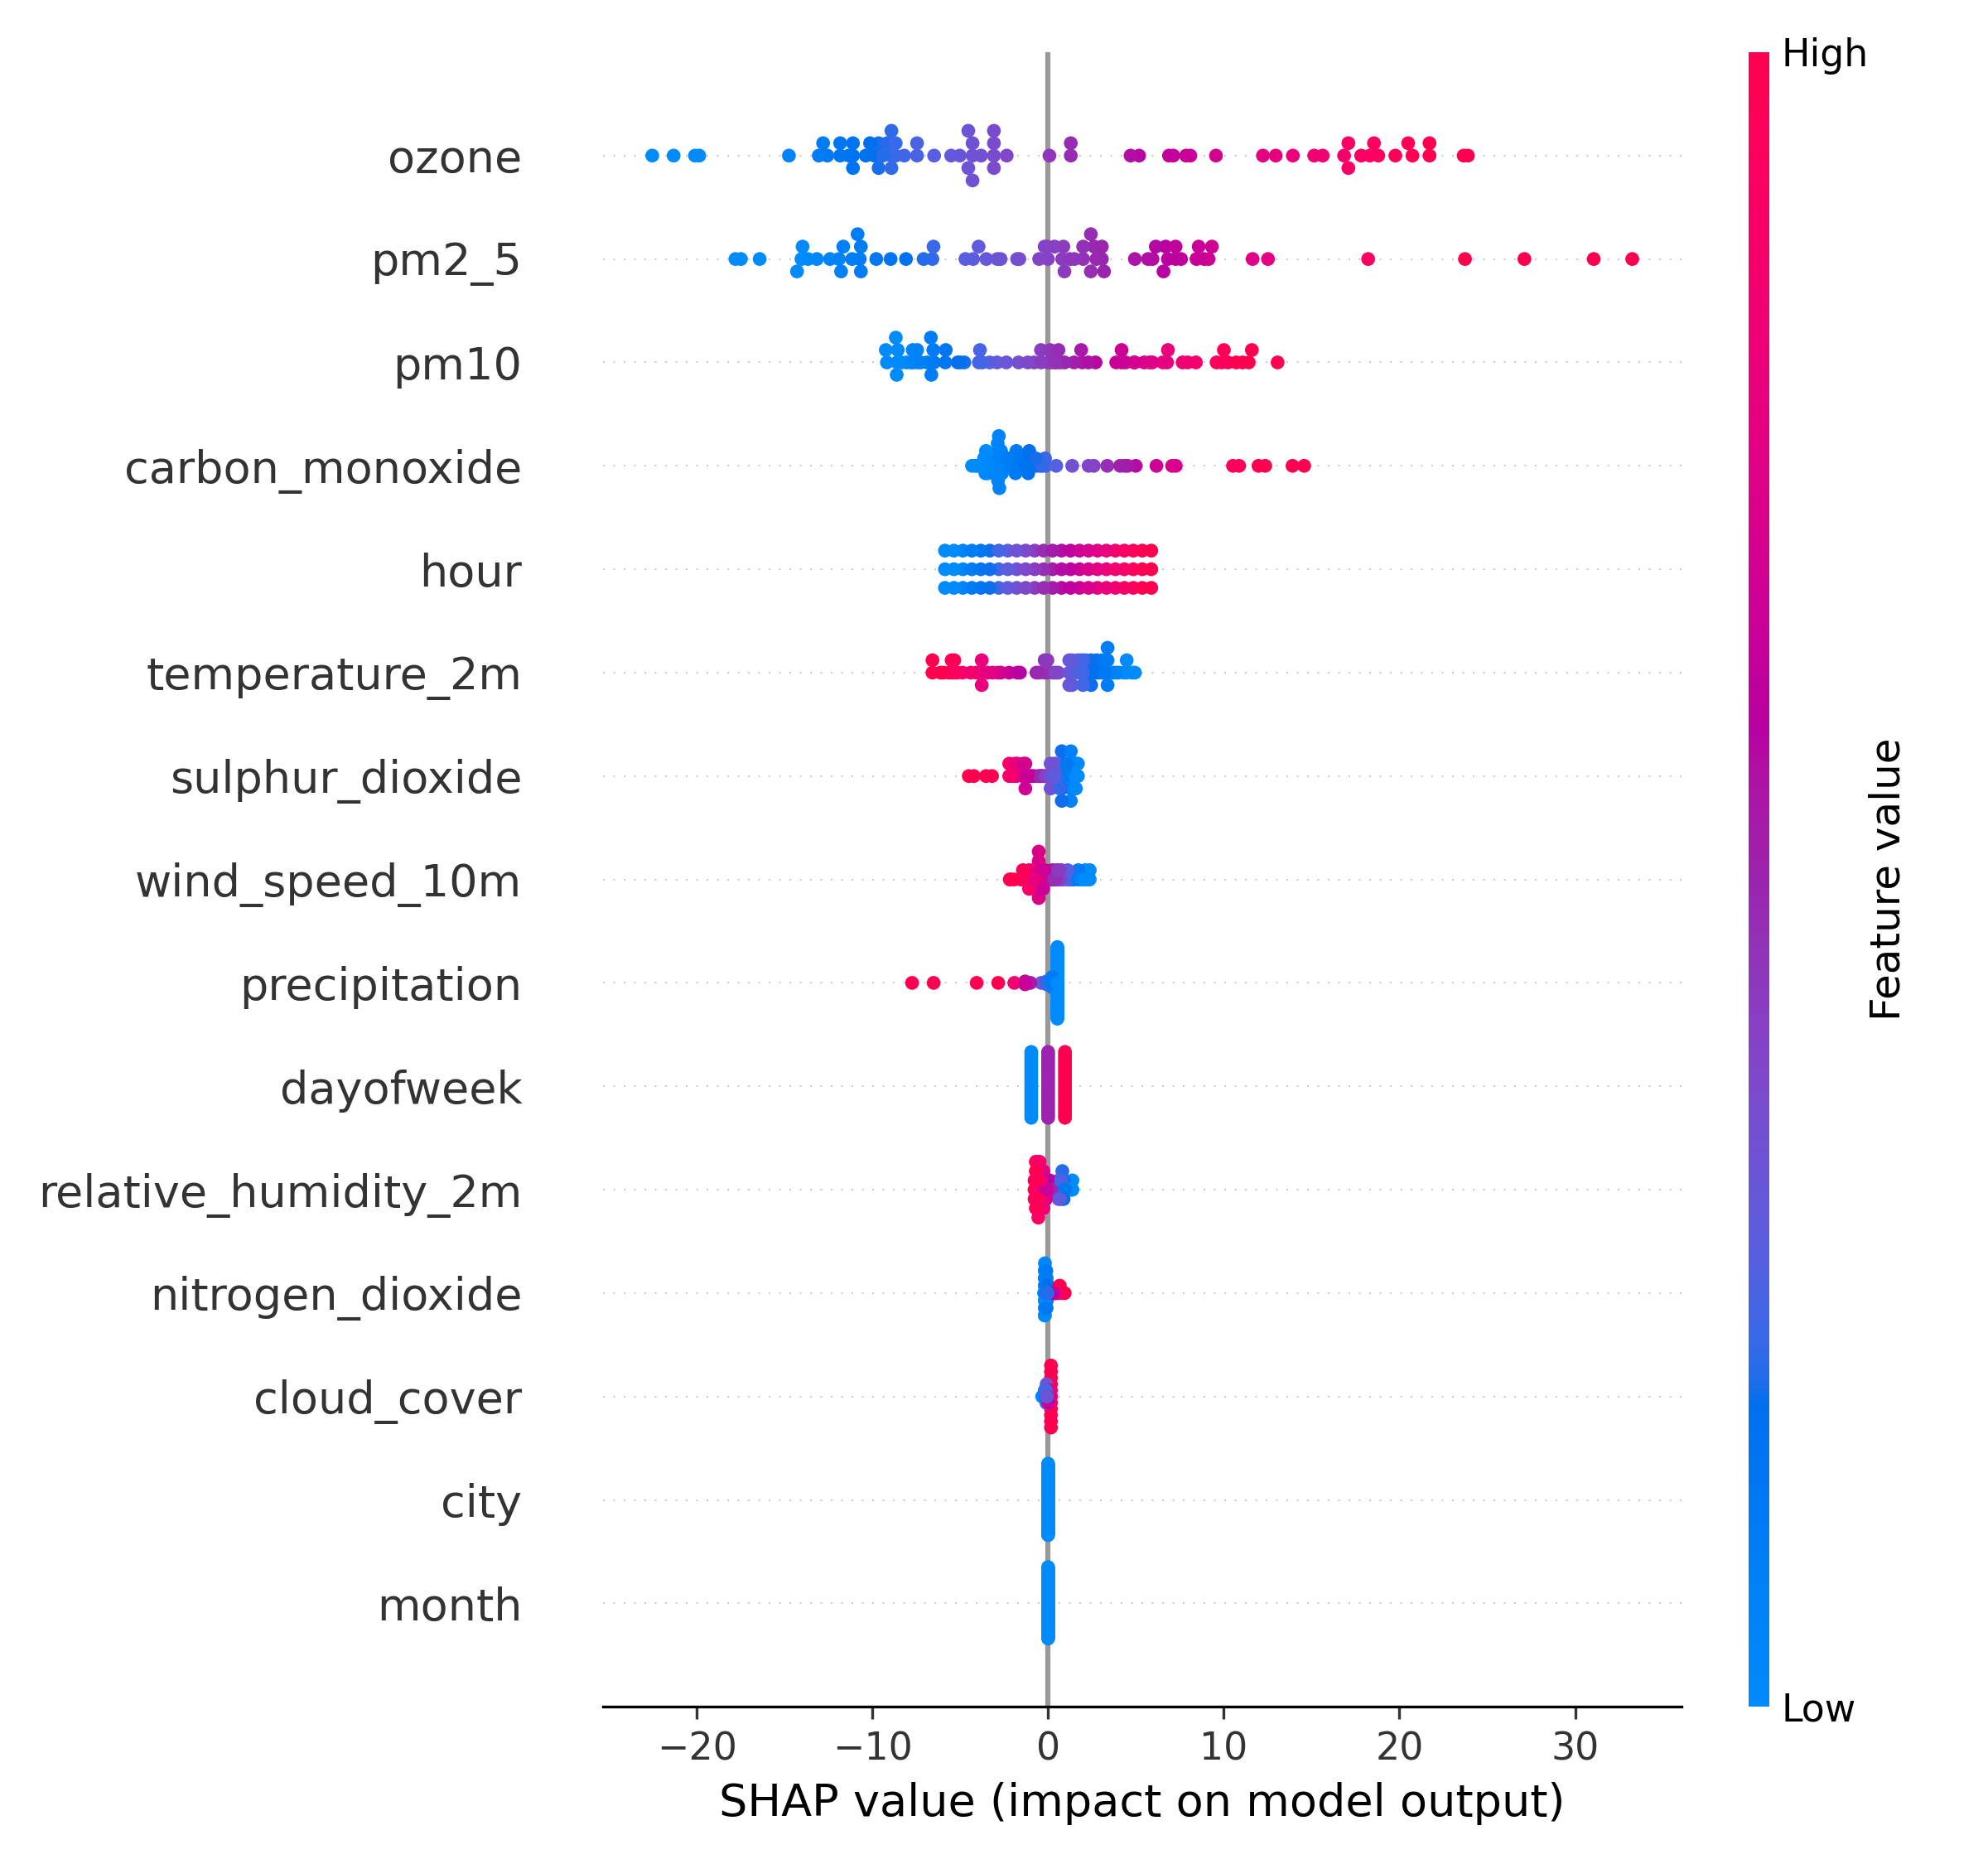 High
ozone
pm2_5
pm10
carbon_monoxide
hour
temperature_2m
sulphur_dioxide
wind_speed_10m
precipitation
dayofweek
relative_humidity_2m
nitrogen_dioxide
cloud_cover
city
month
Feature value
Low
−20 −10 0 10 20 30
SHAP value (impact on model output)